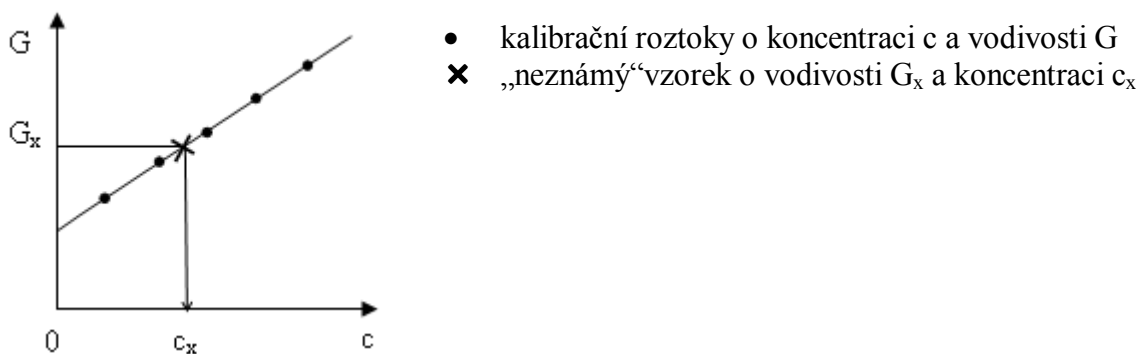 G
• kalibrační roztoky o koncentraci c a vodivosti G
✖ „neznámý“vzorek o vodivosti Gₓ a koncentraci cₓ
Gₓ
0 cₓ c